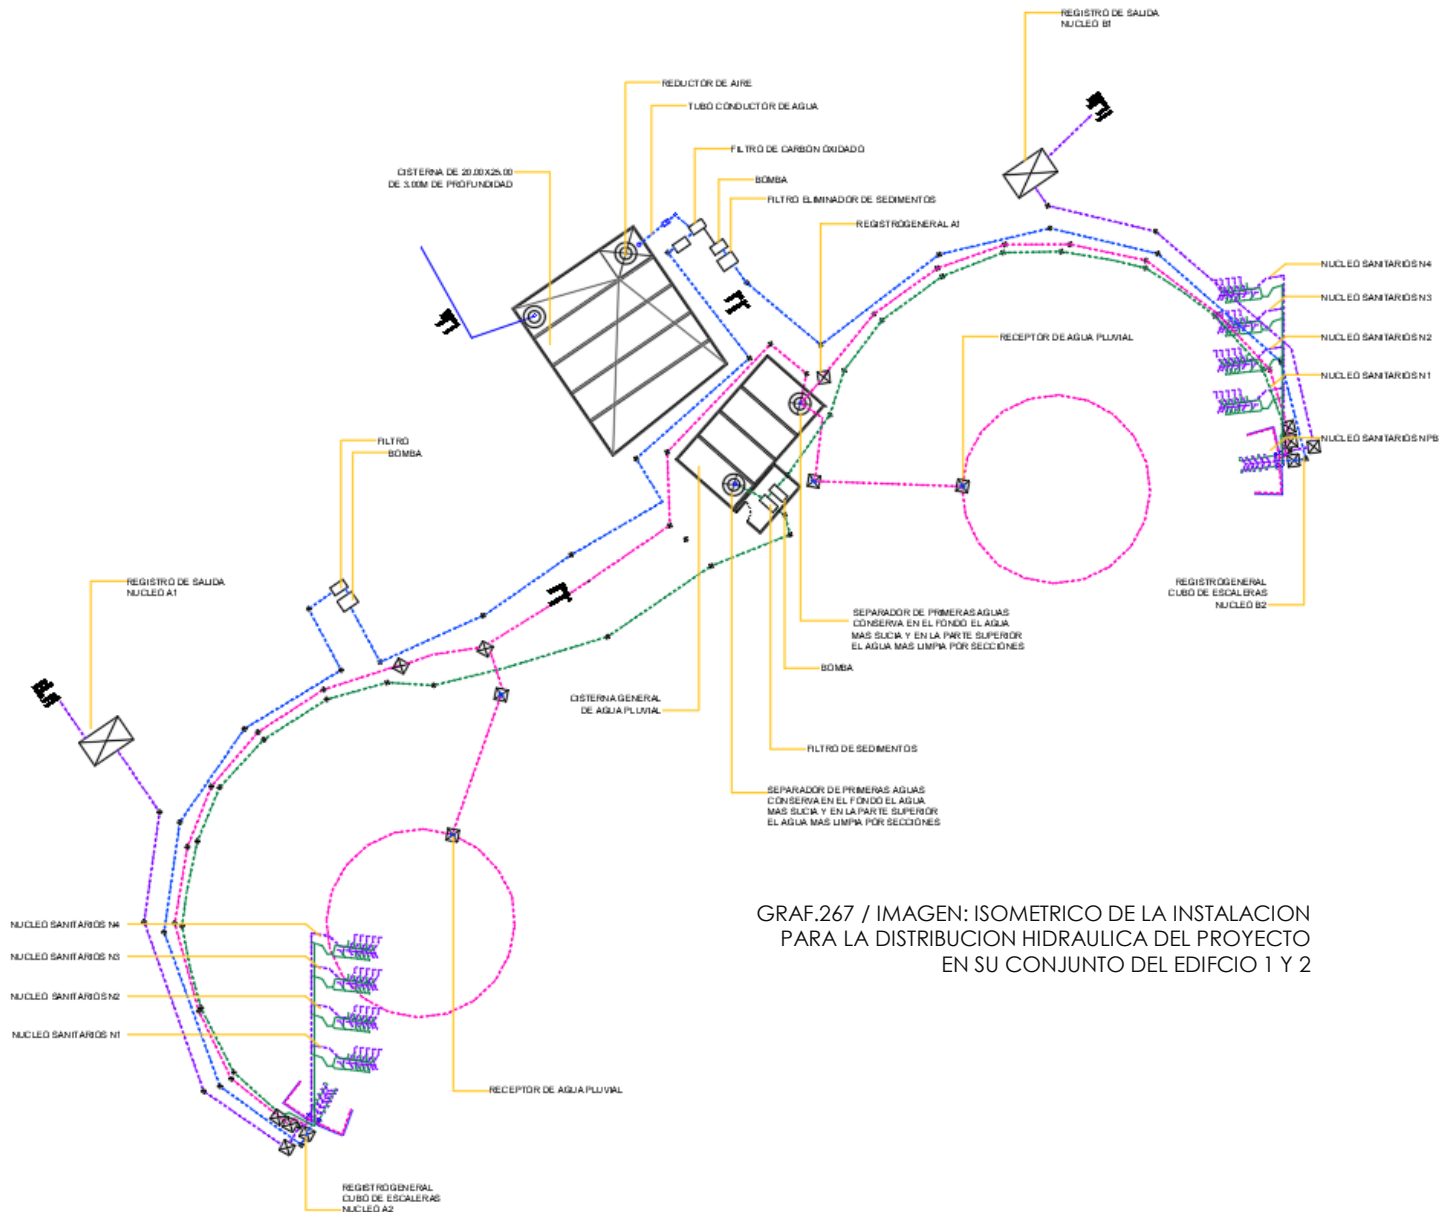 REGISTRO DE SALIDA
NUCLEO B1
REDUCTOR DE AIRE
TUBO CONDUCTOR DE AGUA
FILTRO DE CARBON OXIDADO
CISTERNA DE 20.00X25.00
DE 3.00M DE PROFUNDIDAD
BOMBA
FILTRO ELIMINADOR DE SEDIMENTOS
REGISTRO GENERAL A1
NUCLEO SANITARIOS N4
NUCLEO SANITARIOS N3
NUCLEO SANITARIOS N2
NUCLEO SANITARIOS N1
NUCLEO SANITARIOS NPB
RECEPTOR DE AGUA PLUVIAL
FILTRO
BOMBA
REGISTRO DE SALIDA
NUCLEO A1
REGISTRO GENERAL
CUBO DE ESCALERAS
NUCLEO B2
SEPARADOR DE PRIMERAS AGUAS
CONSERVA EN EL FONDO EL AGUA
MAS SUCIA Y EN LA PARTE SUPERIOR
EL AGUA MAS LIMPIA POR SECCIONES
BOMBA
CISTERNA GENERAL
DE AGUA PLUVIAL
FILTRO DE SEDIMENTOS
SEPARADOR DE PRIMERAS AGUAS
CONSERVA EN EL FONDO EL AGUA
MAS SUCIA Y EN LA PARTE SUPERIOR
EL AGUA MAS LIMPIA POR SECCIONES
GRAF.267 / IMAGEN: ISOMETRICO DE LA INSTALACION
PARA LA DISTRIBUCION HIDRAULICA DEL PROYECTO
EN SU CONJUNTO DEL EDIFCIO 1 Y 2
NUCLEO SANITARIOS N4
NUCLEO SANITARIOS N3
NUCLEO SANITARIOS N2
NUCLEO SANITARIOS N1
RECEPTOR DE AGUA PLUVIAL
REGISTRO GENERAL
CUBO DE ESCALERAS
NUCLEO A2